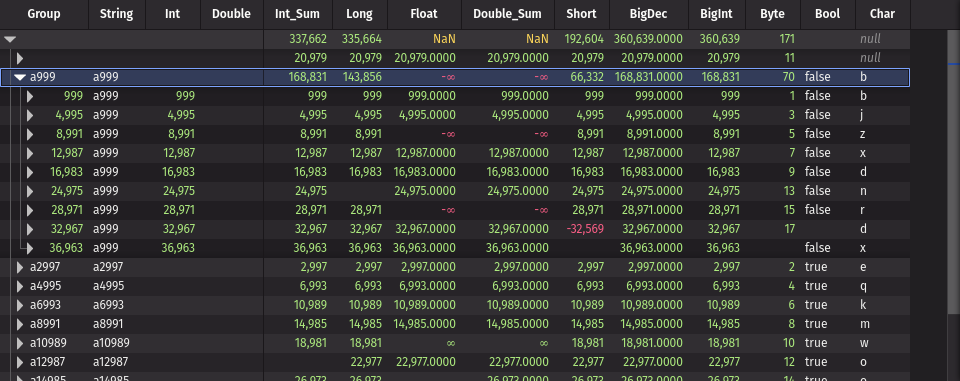 Group String Int Double Int_Sum Long Float Double_Sum Short BigDec BigInt Byte Bool Char
337,662 335,664 NaN NaN 192,604 360,639.0000 360,639 171 null
20,979 20,979 20,979.0000 20,979.0000 20,979 20,979.0000 20,979 11 null
a999 a999 168,831 143,856 -∞ -∞ 66,332 168,831.0000 168,831 70 false b
999 a999 999 999 999 999.0000 999.0000 999 999.0000 999 1 false b
4,995 a999 4,995 4,995 4,995 4,995.0000 4,995.0000 4,995 4,995.0000 4,995 3 false j
8,991 a999 8,991 8,991 8,991 -∞ -∞ 8,991 8,991.0000 8,991 5 false z
12,987 a999 12,987 12,987 12,987 12,987.0000 12,987.0000 12,987 12,987.0000 12,987 7 false x
16,983 a999 16,983 16,983 16,983 16,983.0000 16,983.0000 16,983 16,983.0000 16,983 9 false d
24,975 a999 24,975 24,975 24,975.0000 24,975.0000 24,975 24,975.0000 24,975 13 false n
28,971 a999 28,971 28,971 28,971 -∞ -∞ 28,971 28,971.0000 28,971 15 false r
32,967 a999 32,967 32,967 32,967 32,967.0000 32,967.0000 -32,569 32,967.0000 32,967 17 d
36,963 a999 36,963 36,963 36,963 36,963.0000 36,963.0000 36,963.0000 36,963 false x
a2997 a2997 2,997 2,997 2,997.0000 2,997.0000 2,997 2,997.0000 2,997 2 true e
a4995 a4995 6,993 6,993 6,993.0000 6,993.0000 6,993 6,993.0000 6,993 4 true q
a6993 a6993 10,989 10,989 10,989.0000 10,989.0000 10,989 10,989.0000 10,989 6 true k
a8991 a8991 14,985 14,985 14,985.0000 14,985.0000 14,985 14,985.0000 14,985 8 true m
a10989 a10989 18,981 18,981 ∞ ∞ 18,981 18,981.0000 18,981 10 true w
a12987 a12987 22,977 22,977.0000 22,977.0000 22,977 22,977.0000 22,977 12 true o
a14985 a14985 26,973 26,973 26,973.0000 26,973 26,973.0000 26,973 14 true